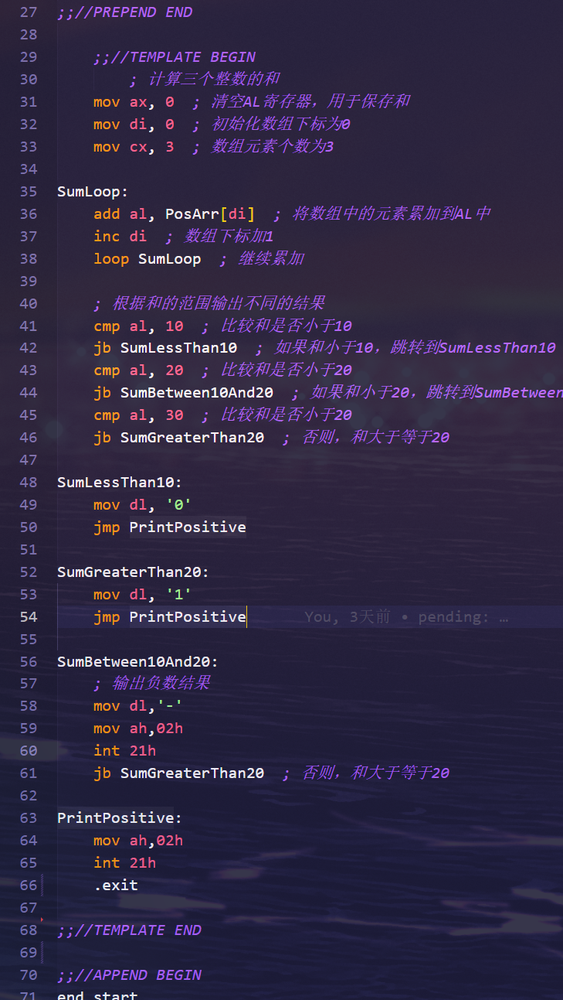 27 ;;//PREPEND END
28
29 ;;//TEMPLATE BEGIN
30 ; 计算三个整数的和
31 mov ax, 0 ; 清空AL寄存器，用于保存和
32 mov di, 0 ; 初始化数组下标为0
33 mov cx, 3 ; 数组元素个数为3
34
35 SumLoop:
36 add al, PosArr[di] ; 将数组中的元素累加到AL中
37 inc di ; 数组下标加1
38 loop SumLoop ; 继续累加
39
40 ; 根据和的范围输出不同的结果
41 cmp al, 10 ; 比较和是否小于10
42 jb SumLessThan10 ; 如果和小于10，跳转到SumLessThan10
43 cmp al, 20 ; 比较和是否小于20
44 jb SumBetween10And20 ; 如果和小于20，跳转到SumBetween
45 cmp al, 30 ; 比较和是否小于20
46 jb SumGreaterThan20 ; 否则，和大于等于20
47
48 SumLessThan10:
49 mov dl, '0'
50 jmp PrintPositive
51
52 SumGreaterThan20:
53 mov dl, '1'
54 jmp PrintPositive You, 3天前 • pending: …
55
56 SumBetween10And20:
57 ; 输出负数结果
58 mov dl,'-'
59 mov ah,02h
60 int 21h
61 jb SumGreaterThan20 ; 否则，和大于等于20
62
63 PrintPositive:
64 mov ah,02h
65 int 21h
66 .exit
67
68 ;;//TEMPLATE END
69
70 ;;//APPEND BEGIN
71 end start